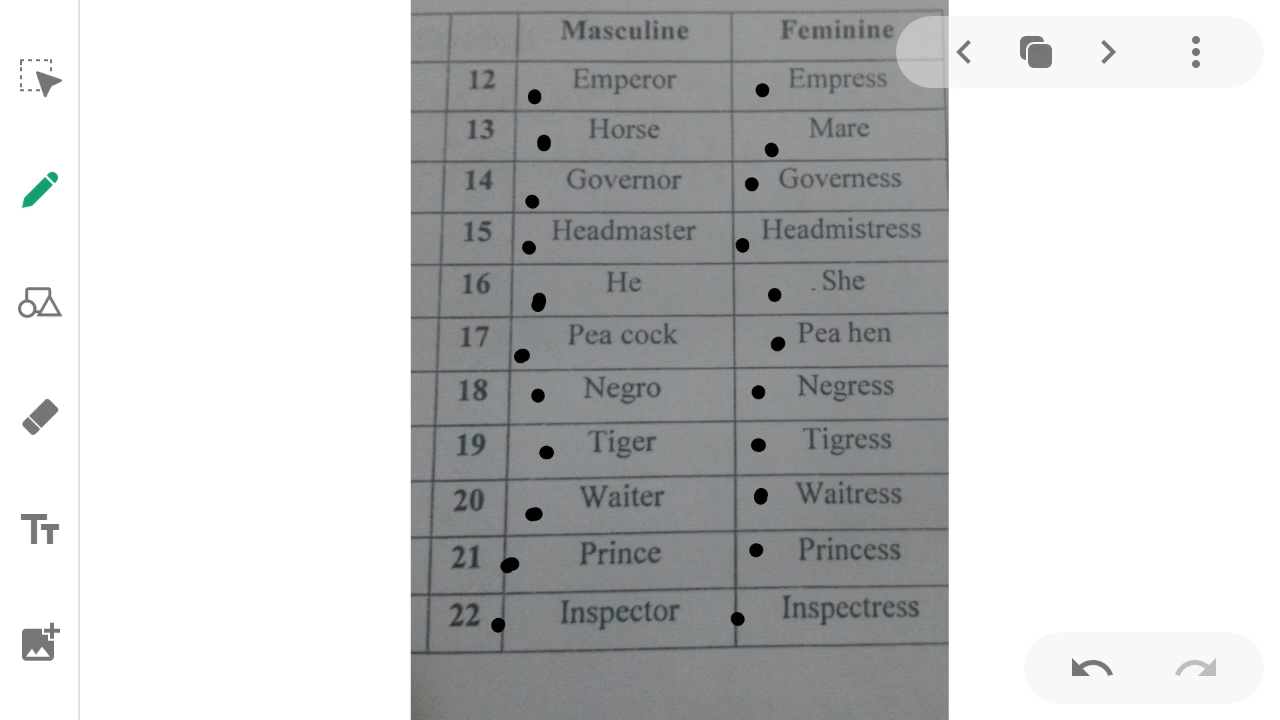 Masculine Feminine
12 Emperor Empress
13 Horse Mare
14 Governor Governess
15 Headmaster Headmistress
16 He . She
17 Pea cock Pea hen
18 Negro Negress
19 Tiger Tigress
20 Waiter Waitress
21 Prince Princess
22 Inspector Inspectress
TT